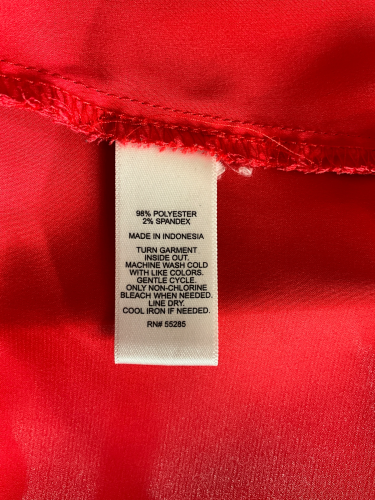 98% POLYESTER
2% SPANDEX
MADE IN INDONESIA
TURN GARMENT
INSIDE OUT.
MACHINE WASH COLD
WITH LIKE COLORS.
GENTLE CYCLE.
ONLY NON-CHLORINE
BLEACH WHEN NEEDED.
LINE DRY.
COOL IRON IF NEEDED.
RN# 55285